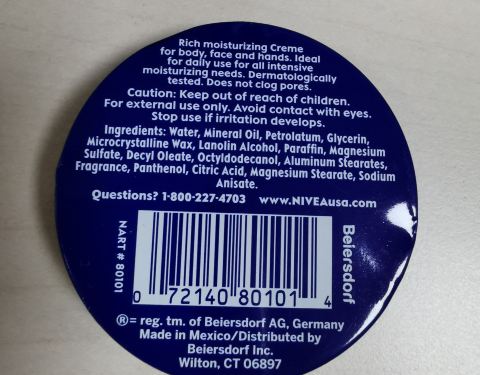 Rich moisturizing Creme
for body, face and hands. Ideal
for daily use for all intensive
moisturizing needs. Dermatologically
tested. Does not clog pores.
Caution: Keep out of reach of children.
For external use only. Avoid contact with eyes.
Stop use if irritation develops.
Ingredients: Water, Mineral Oil, Petrolatum, Glycerin,
Microcrystalline Wax, Lanolin Alcohol, Paraffin, Magnesium
Sulfate, Decyl Oleate, Octyldodecanol, Aluminum Stearates,
Fragrance, Panthenol, Citric Acid, Magnesium Stearate, Sodium
Anisate.
Questions? 1-800-227-4703 www.NIVEAusa.com
NART # 80101
0 72140 80101 4
Beiersdorf
®= reg. tm. of Beiersdorf AG, Germany
Made in Mexico/Distributed by
Beiersdorf Inc.
Wilton, CT 06897